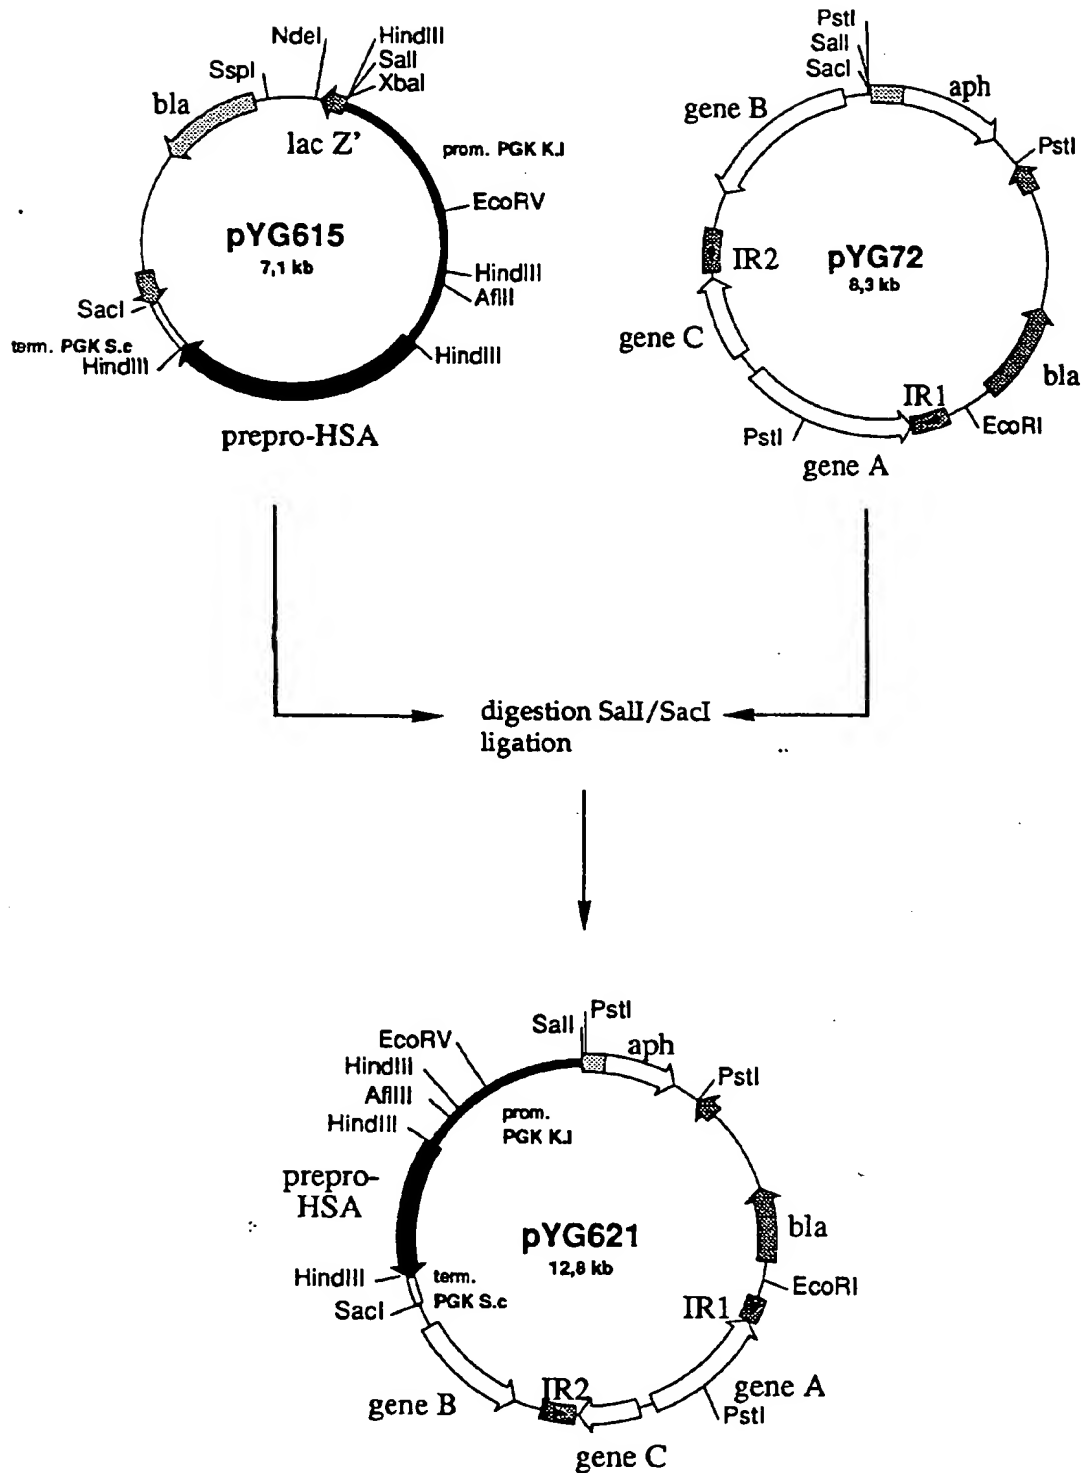 NdeI
HindIII
SalI
XbaI
SspI
bla
lac Z'
prom. PGK K.l
EcoRV
pYG615
7,1 kb
HindIII
AflII
SacI
term. PGK S.c
HindIII
HindIII
prepro-HSA
PstI
SalI
SacI
aph
gene B
PstI
IR2
pYG72
8,3 kb
gene C
bla
IR1
EcoRI
PstI
gene A
digestion SalI/SacI
ligation
SalI
PstI
aph
EcoRV
HindIII
PstI
AflIII
HindIII
prom.
PGK K.l
prepro-
HSA
bla
pYG621
12,8 kb
HindIII
term.
PGK S.c
EcoRI
SacI
IR1
IR2
gene B
gene A
PstI
gene C